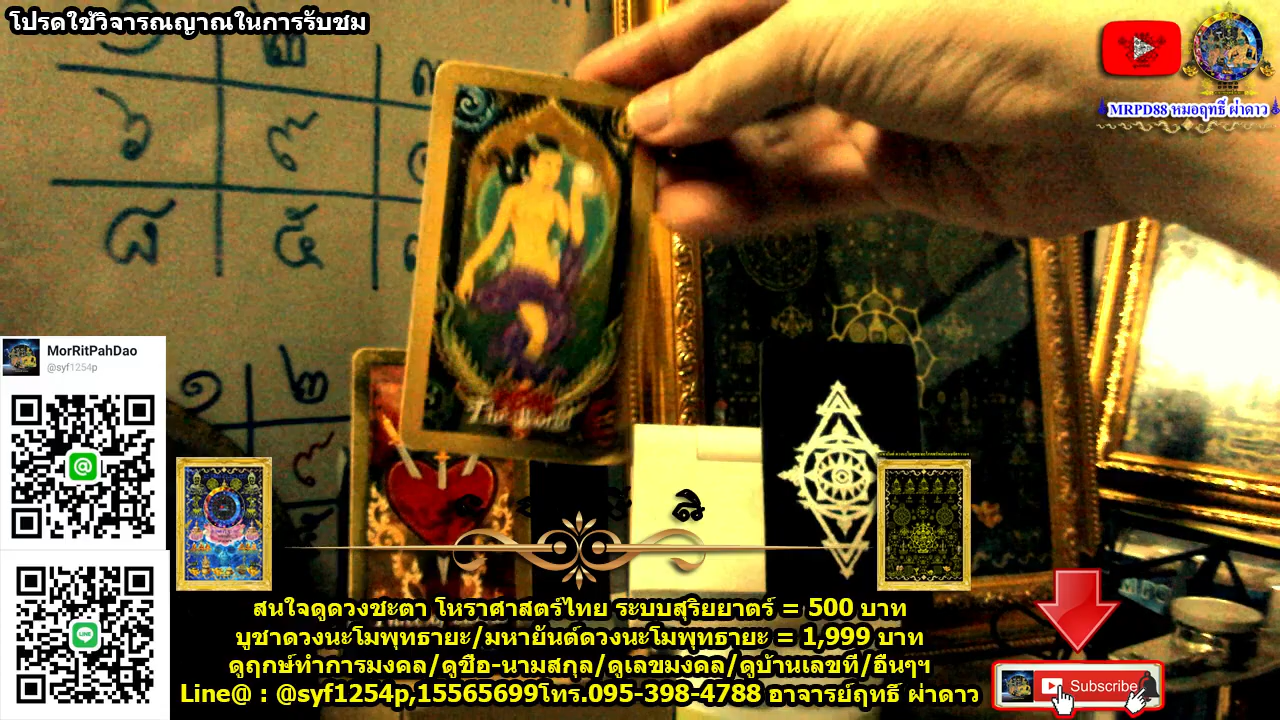 โปรดใช้วิจารณญาณในการรับชม
MRPD88 หมอฤทธิ์ ผ่าดาว
๖ ๓
๘ ๕
The World
MorRitPahDao
@syf1254p
๑ ๒
สนใจดูดวงชะตา โหราศาสตร์ไทย ระบบสุริยยาตร์ = 500 บาท
บูชาดวงนะโมพุทธายะ/มหายันต์ดวงนะโมพุทธายะ = 1,999 บาท
ดูฤกษ์ทำการมงคล/ดูชื่อ-นามสกุล/ดูเลขมงคล/ดูบ้านเลขที่/อื่นๆฯ
Line@ : @syf1254p,15565699โทร.095-398-4788 อาจารย์ฤทธิ์ ผ่าดาว
Subscribe